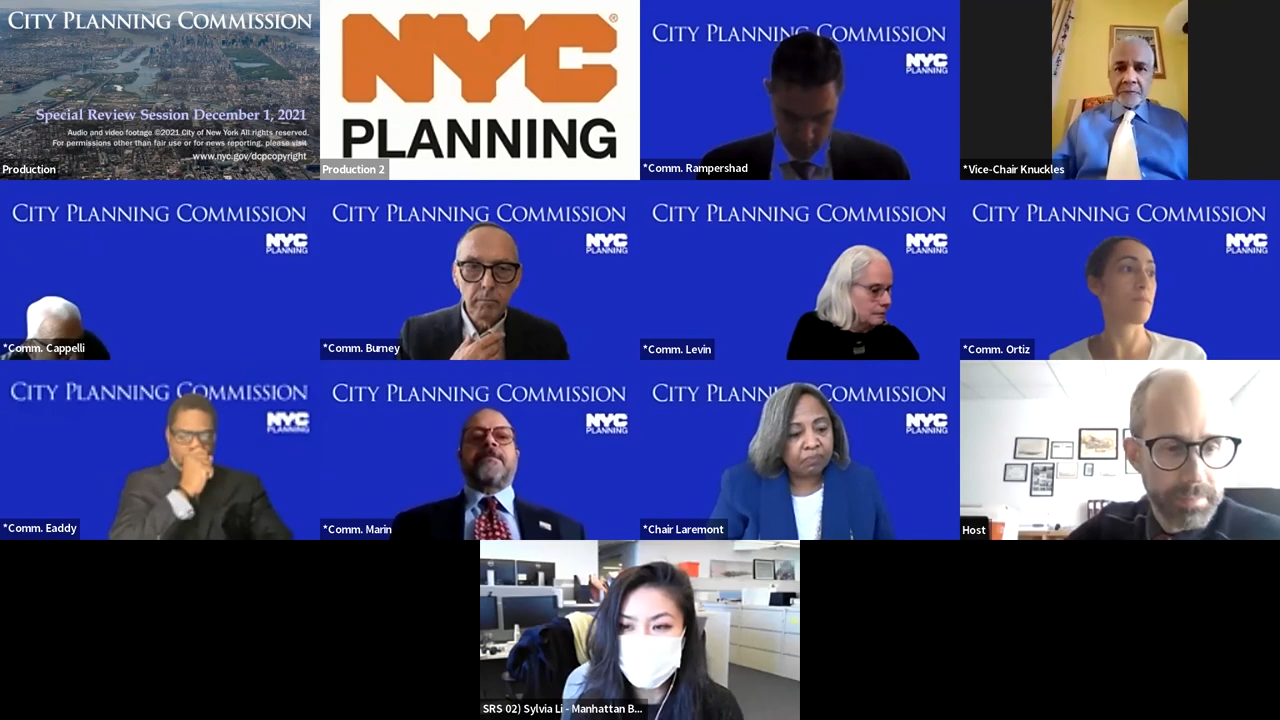 CITY PLANNING COMMISSION
Special Review Session December 1, 2021
Audio and video footage ©2021 City of New York All rights reserved.
For permissions other than fair use or for news reporting, please visit
www.nyc.gov/dcpcopyright
Production
NYC®
PLANNING
Production 2
CITY PLANNING COMMISSION
NYC
PLANNING
*Comm. Rampershad
*Vice-Chair Knuckles
CITY PLANNING COMMISSION
NYC
PLANNING
*Comm. Cappelli
CITY PLANNING COMMISSION
NYC
PLANNING
*Comm. Burney
CITY PLANNING COMMISSION
NYC
PLANNING
*Comm. Levin
CITY PLANNING COMMISSION
NYC
PLANNING
*Comm. Ortiz
CITY PLANNING COMMISSION
NYC
PLANNING
*Comm. Eaddy
CITY PLANNING COMMISSION
NYC
PLANNING
*Comm. Marin
CITY PLANNING COMMISSION
NYC
PLANNING
*Chair Laremont
Host
SRS 02) Sylvia Li - Manhattan B...